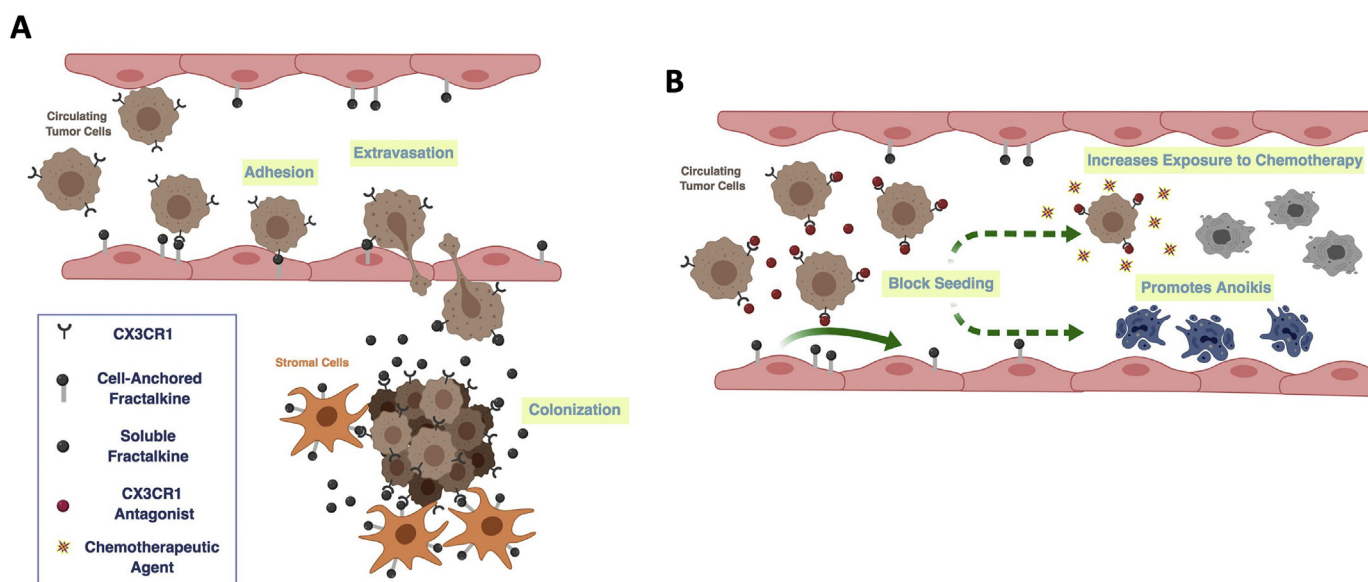 A
Circulating
Tumor Cells
Adhesion
Extravasation
CX3CR1
Cell-Anchored
Fractalkine
Soluble
Fractalkine
CX3CR1
Antagonist
Chemotherapeutic
Agent
Stromal Cells
Colonization
B
Circulating
Tumor Cells
Increases Exposure to Chemotherapy
Block Seeding
Promotes Anoikis